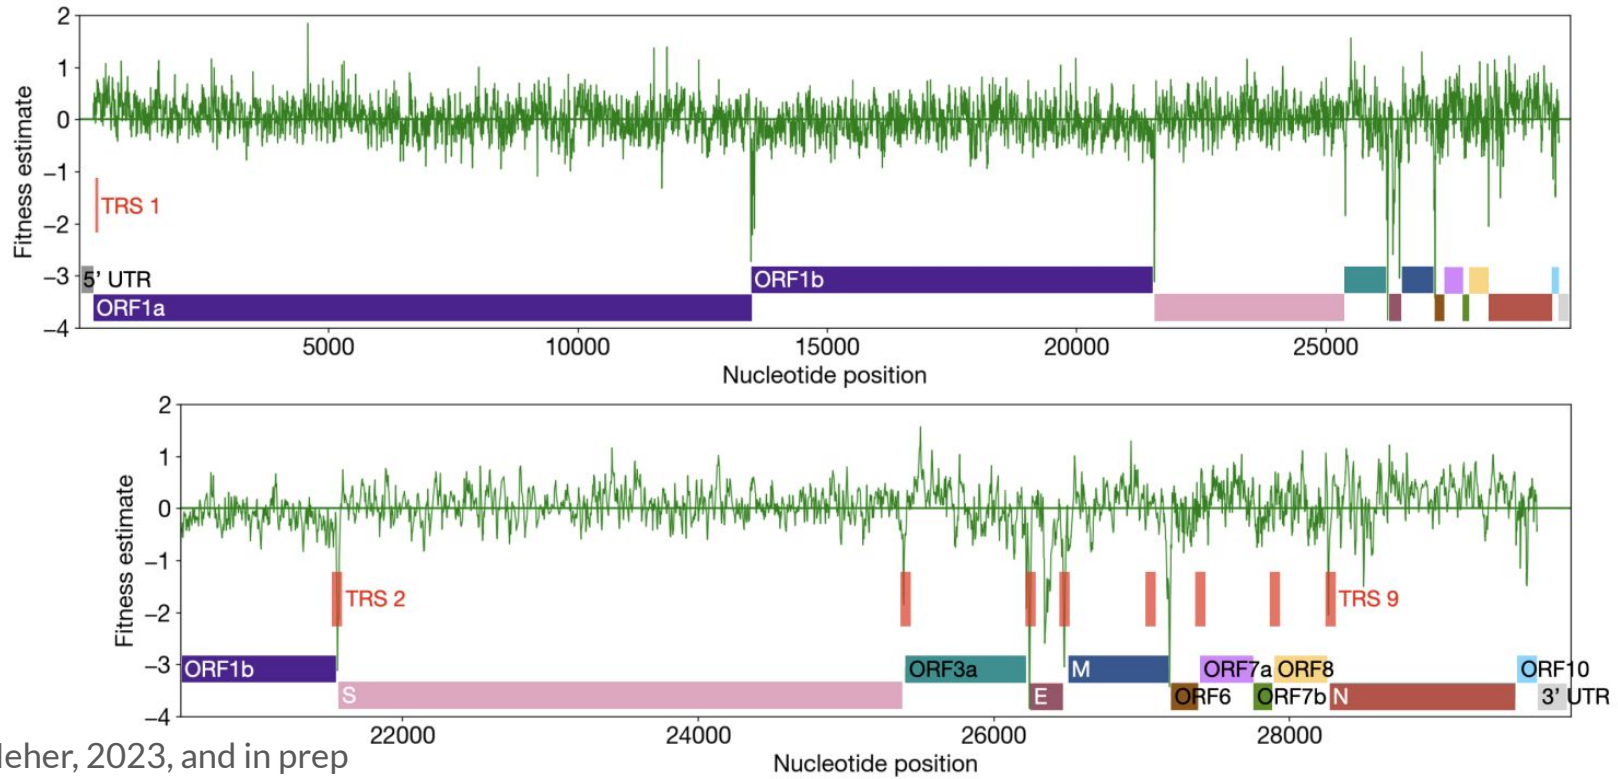 2
1
0
−1
−2
−3
−4
Fitness estimate
TRS 1
5’ UTR
ORF1a
ORF1b
5000 10000 15000 20000 25000
Nucleotide position
2
1
0
−1
−2
−3
−4
Fitness estimate
TRS 2
TRS 9
ORF1b
S
ORF3a
E
M
ORF6
ORF7a
ORF7b
ORF8
N
ORF10
3’ UTR
22000 24000 26000 28000
Nucleotide position
, 2023, and in prep